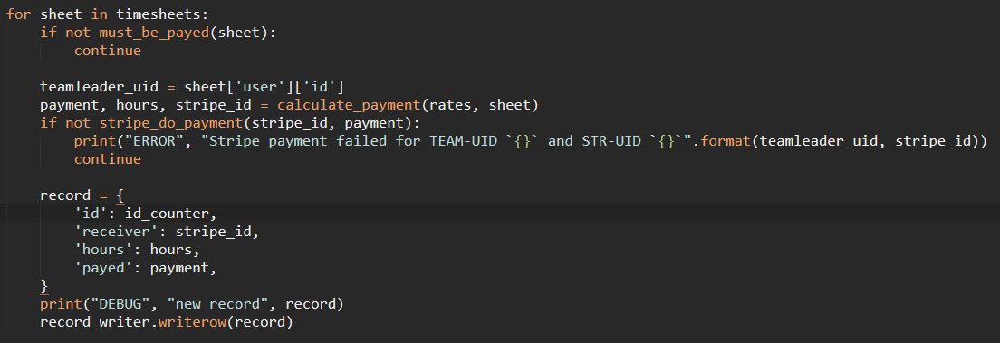 for sheet in timesheets:
    if not must_be_payed(sheet):
        continue

    teamleader_uid = sheet['user']['id']
    payment, hours, stripe_id = calculate_payment(rates, sheet)
    if not stripe_do_payment(stripe_id, payment):
        print("ERROR", "Stripe payment failed for TEAM-UID `{}` and STR-UID `{}`".format(teamleader_uid, stripe_id))
        continue

    record = {
        'id': id_counter,
        'receiver': stripe_id,
        'hours': hours,
        'payed': payment,
    }
    print("DEBUG", "new record", record)
    record_writer.writerow(record)